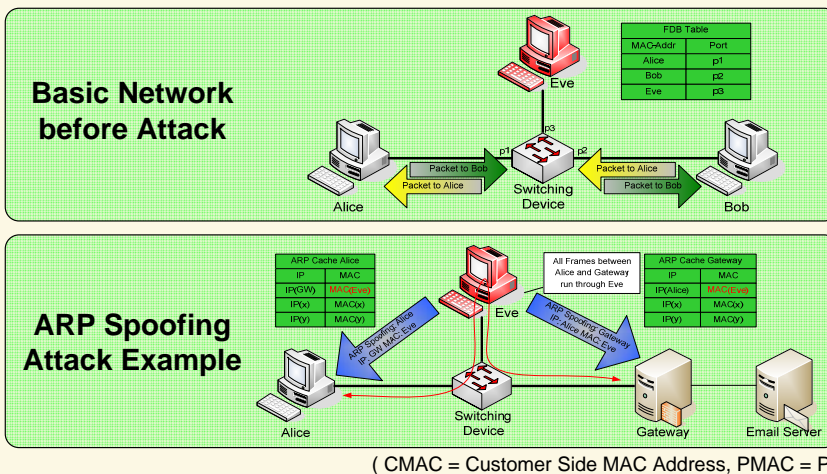 Basic Network
before Attack
Eve
FDB Table
MAC-Addr Port
Alice p1
Bob p2
Eve p3
p3
p1
p2
Packet to Bob
Packet to Alice
Packet to Alice
Packet to Bob
Alice
Switching
Device
Bob
ARP Spoofing
Attack Example
ARP Cache Alice
IP MAC
IP(GW) MAC(Eve)
IP(x) MAC(x)
IP(y) MAC(y)
Eve
All Frames between
Alice and Gateway
run through Eve
ARP Cache Gateway
IP MAC
IP(Alice) MAC(Eve)
IP(x) MAC(x)
IP(y) MAC(y)
ARP Spoofing: Alice
IP: GW MAC: Eve
ARP Spoofing: Gateway
IP: Alice MAC: Eve
Alice
Switching
Device
Gateway
Email Server
( CMAC = Customer Side MAC Address, PMAC = P